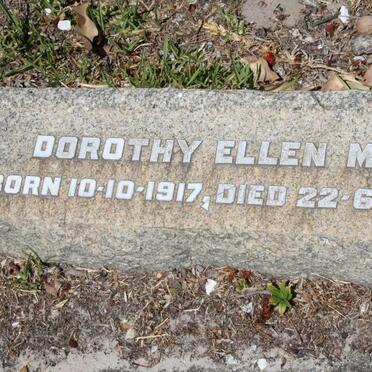 DOROTHY ELLEN M
BORN 10-10-1917, DIED 22-6